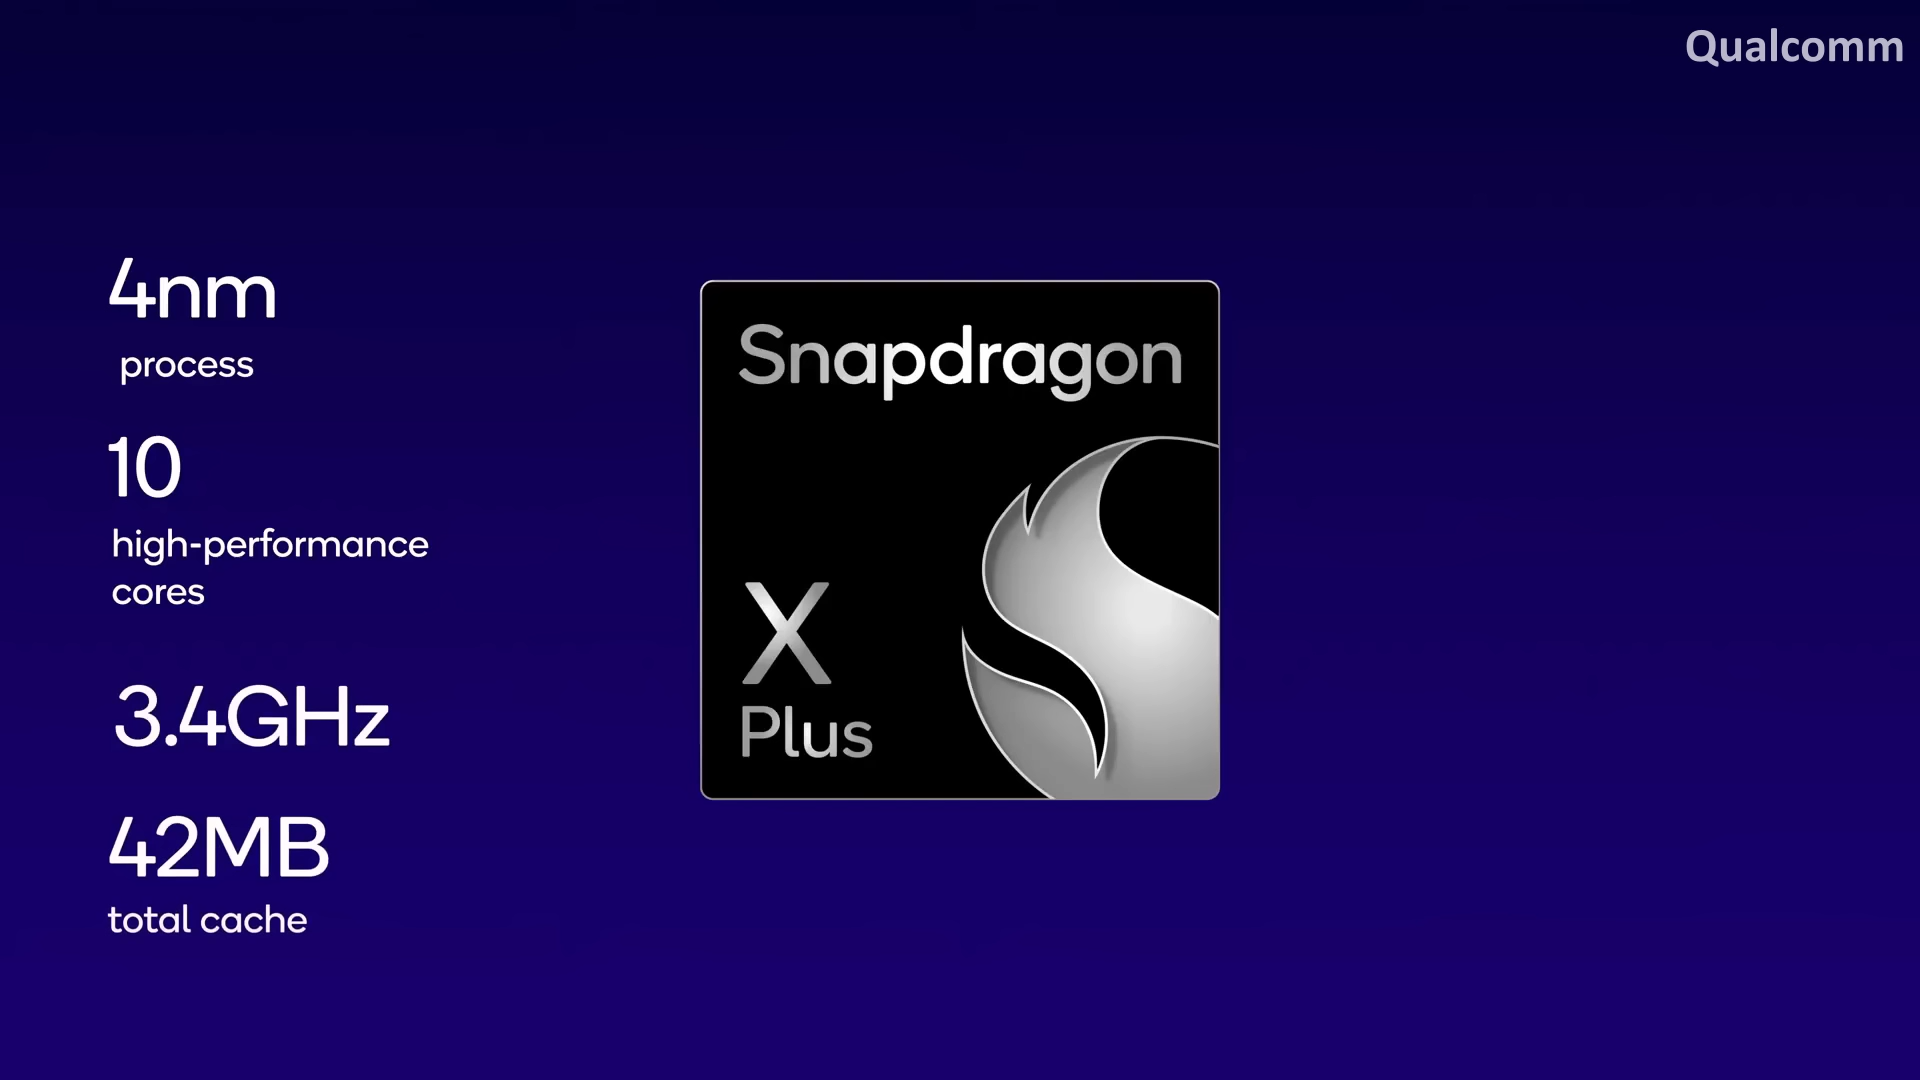 Qualcomm
4nm
process
10
high-performance
cores
3.4GHz
42MB
total cache
Snapdragon
X
Plus